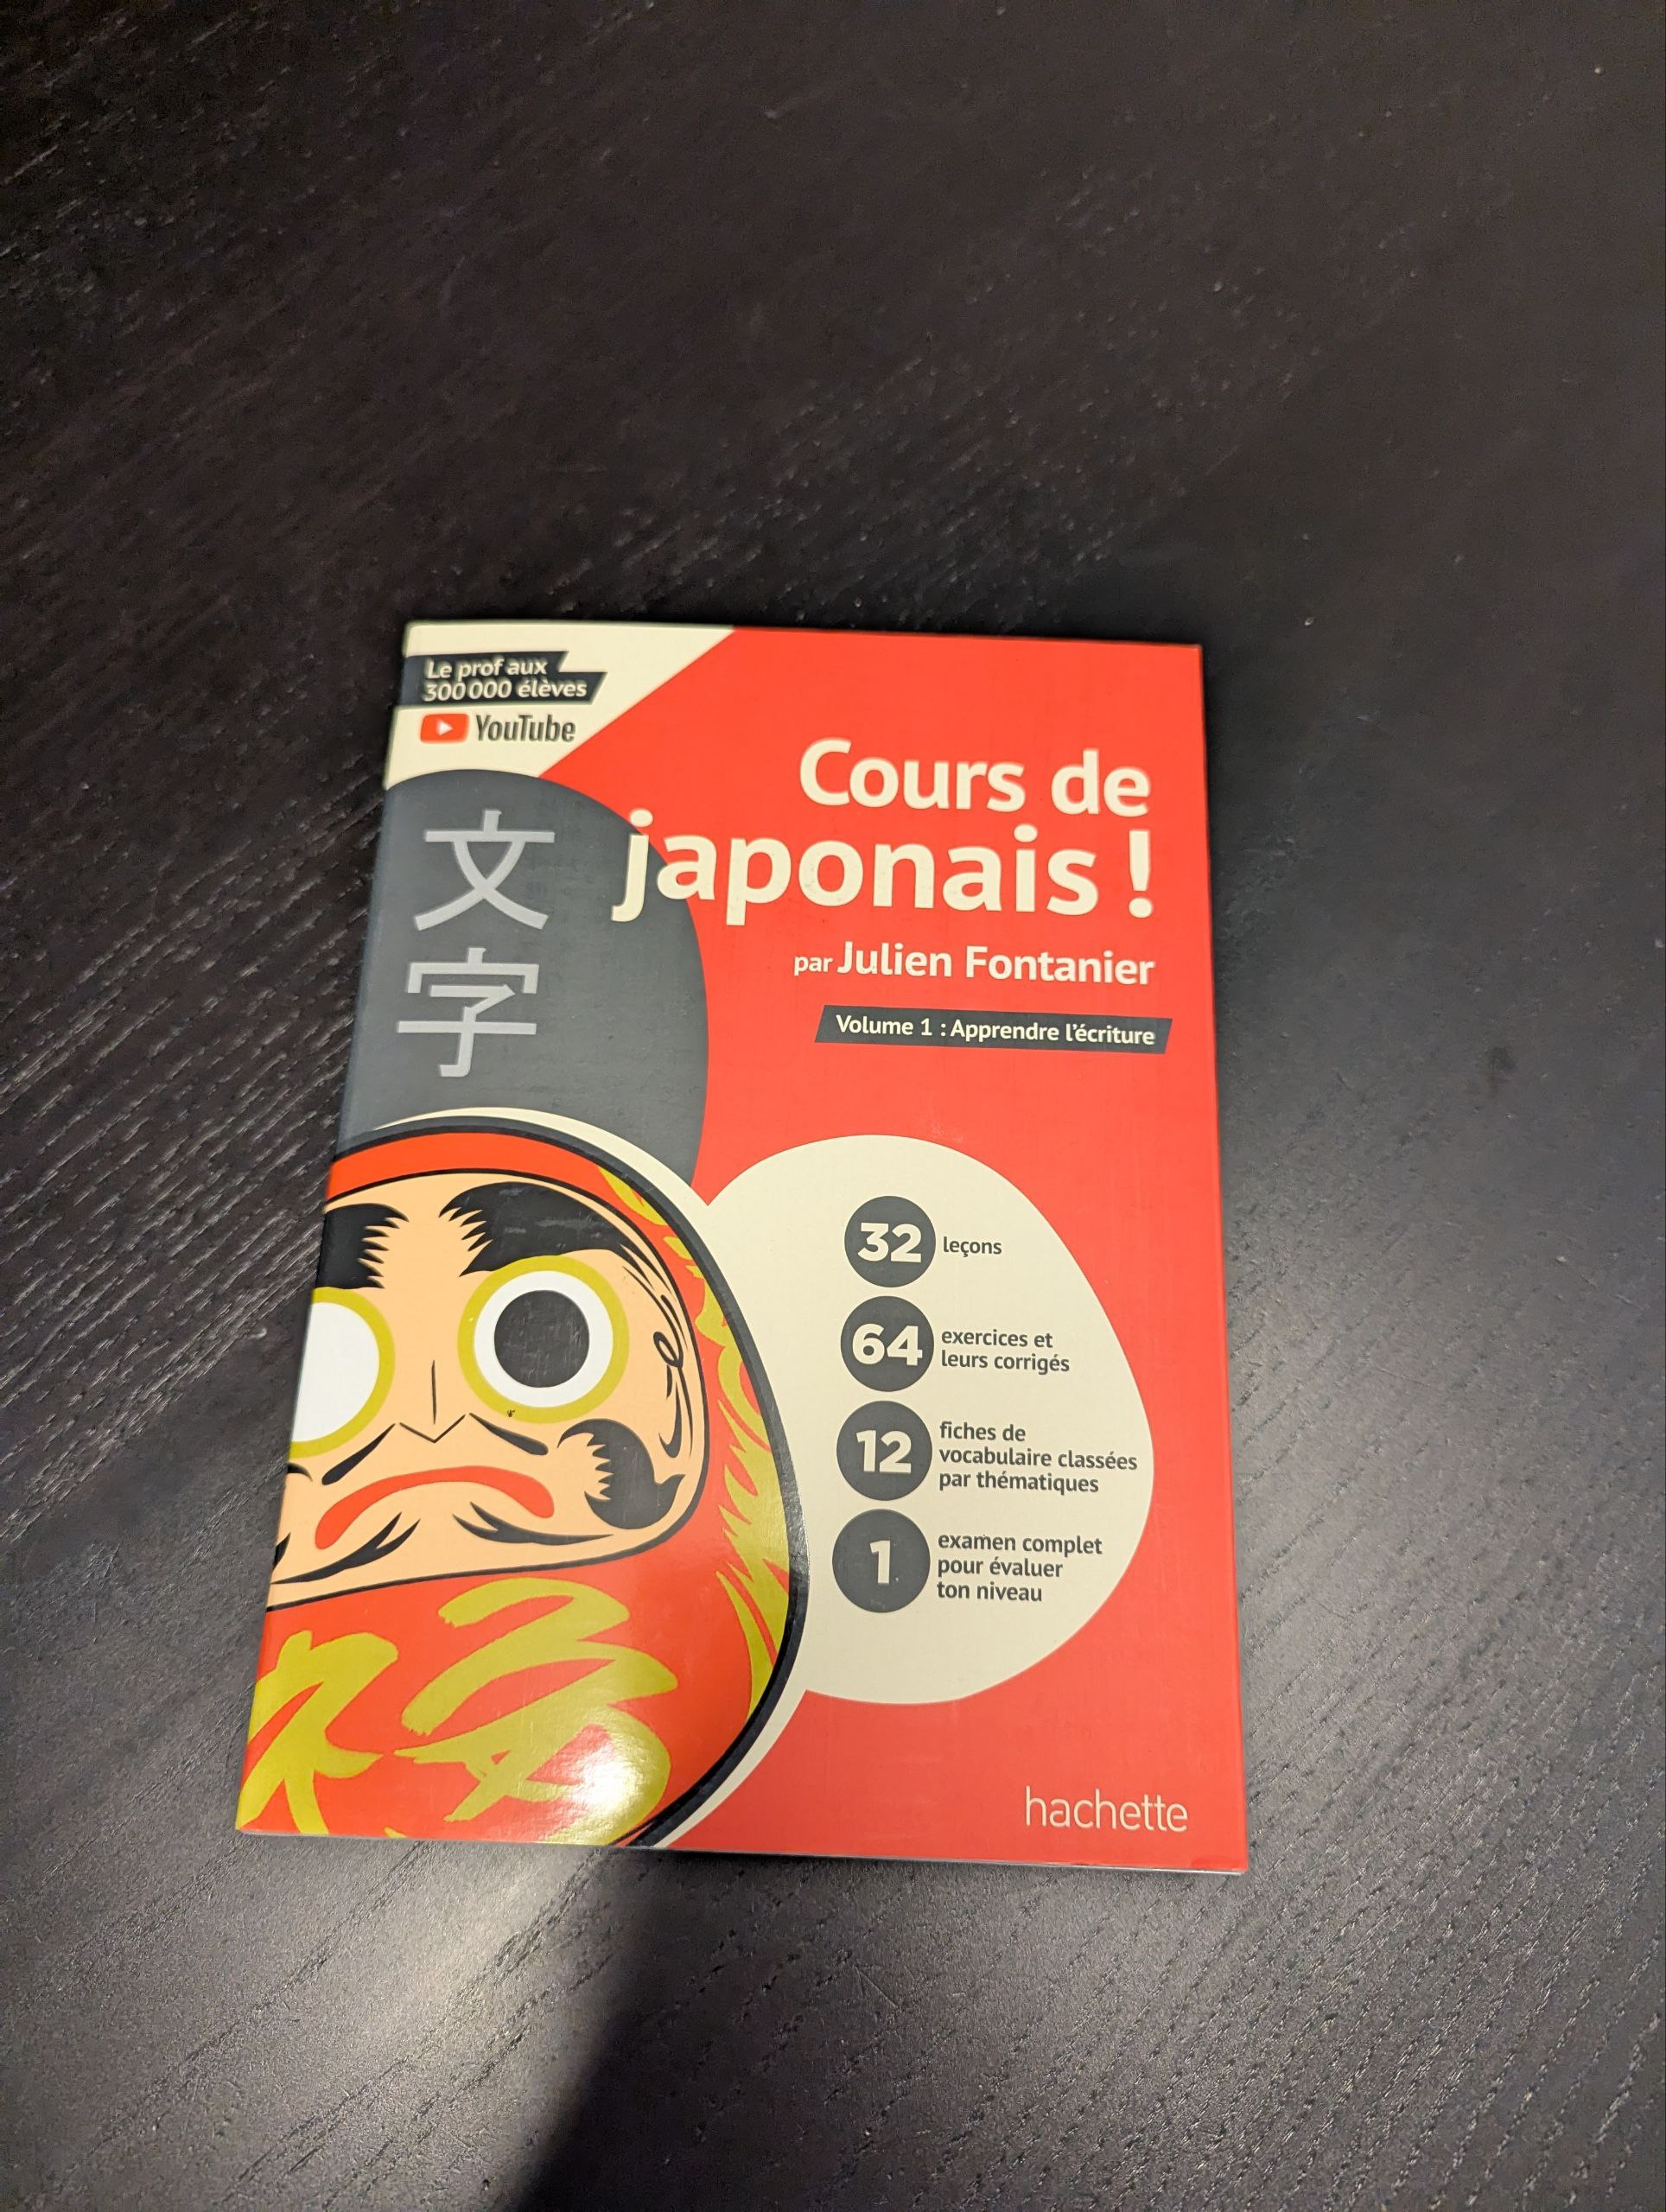 Le prof aux
300 000 élèves
YouTube
文
字
Cours de
japonais !
par Julien Fontanier
Volume 1 : Apprendre l'écriture
32 leçons
64 exercices et
leurs corrigés
12 fiches de
vocabulaire classées
par thématiques
1 examen complet
pour évaluer
ton niveau
hachette